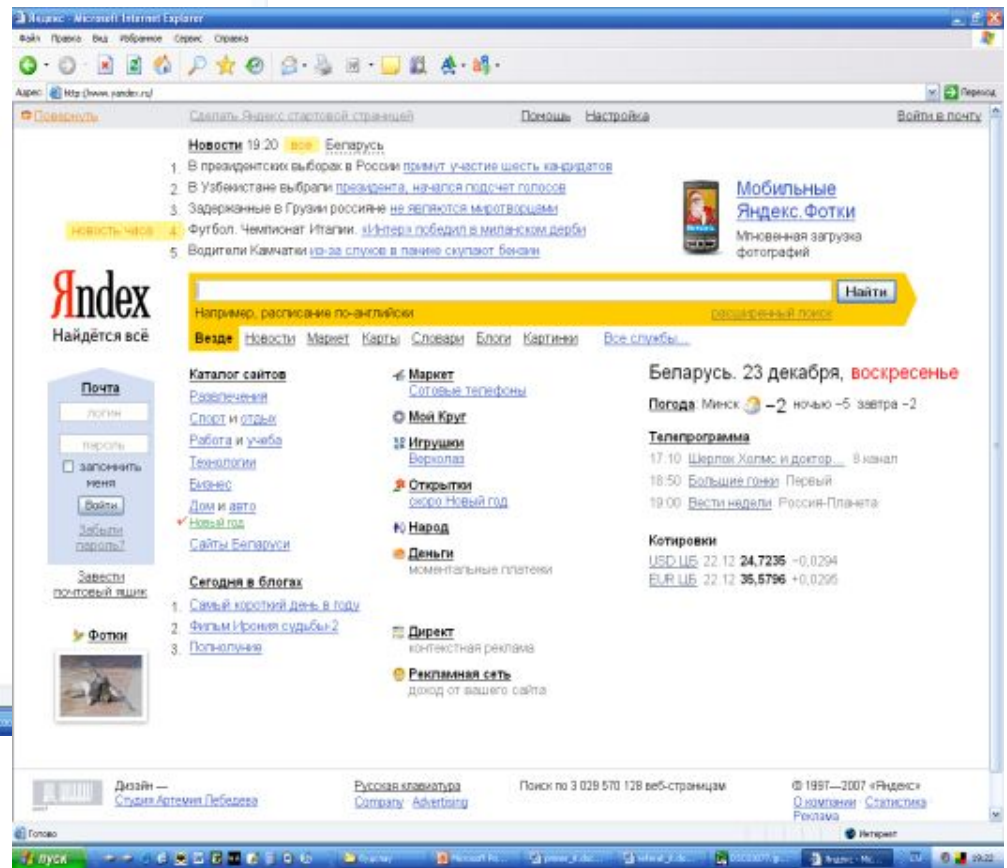 Яндекс - Microsoft Internet Explorer
Файл Правка Вид Избранное Сервис Справка
Адрес: http://www.yandex.ru/ Переход
Повернуть Сделать Яндекс стартовой страницей Помощь Настройка Войти в почту
Новости 19:20 все Беларусь
1. В президентских выборах в России примут участие шесть кандидатов
2. В Узбекистане выбрали президента, начался подсчет голосов
3. Задержанные в Грузии россияне не являются миротворцами
новость часа 4. Футбол. Чемпионат Италии. «Интер» победил в миланском дерби
5. Водители Камчатки из-за слухов в панике скупают бензин
Мобильные
Яндекс.Фотки
Мгновенная загрузка
фотографий
Яndex
Найдётся всё
Найти
Например, расписание по-английски расширенный поиск
Везде Новости Маркет Карты Словари Блоги Картинки Все службы...
Почта
логин
пароль
запомнить
меня
Войти
Забыли
пароль?
Завести
почтовый ящик
Фотки
Каталог сайтов
Развлечения
Спорт и отдых
Работа и учеба
Технологии
Бизнес
Дом и авто
Новый год
Сайты Беларуси
Сегодня в блогах
1. Самый короткий день в году
2. Фильм Ирония судьбы-2
3. Полнолуние
Маркет
Сотовые телефоны
Мой Круг
Игрушки
Верхолаз
Открытки
скоро Новый год
Народ
Деньги
моментальные платежи
Директ
контекстная реклама
Рекламная сеть
доход от вашего сайта
Беларусь. 23 декабря, воскресенье
Погода: Минск −2 ночью −5 завтра −2
Телепрограмма
17:10 Шерлок Холмс и доктор... 8 канал
18:50 Большие гонки Первый
19:00 Вести недели Россия-Планета
Котировки
USD ЦБ 22.12 24,7235 −0,0294
EUR ЦБ 22.12 35,5796 +0,0295
Дизайн —
Студия Артемия Лебедева
Русская клавиатура
Company Advertising
Поиск по 3 029 570 128 веб-страницам
© 1997—2007 «Яндекс»
О компании Статистика
Реклама
Готово Интернет
пуск